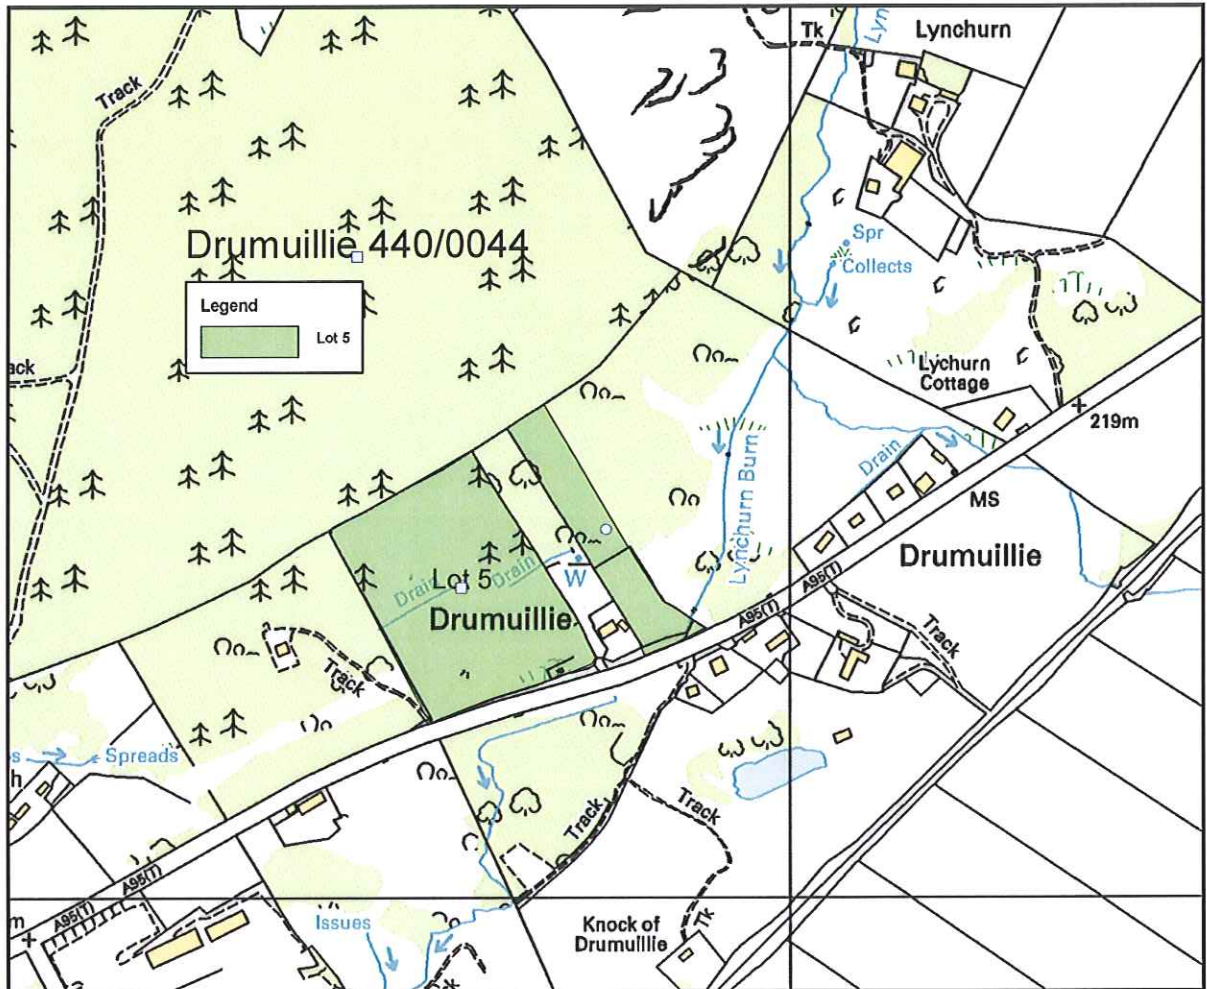 Tk
Lyn
Lynchurn
Track
Drumuillie 440/0044
Legend
Lot 5
Spr
Collects
ack
Lychurn
Cottage
219m
Drain
MS
Lynchurn Burn
Drumuillie
Lot 5
Drain
Drain
W
Drumuillie
A95(T)
A95(T)
Track
Track
s
Spreads
h
Track
Track
A95(T)
A95(T)
m
Issues
Knock of
Drumuillie
Tk